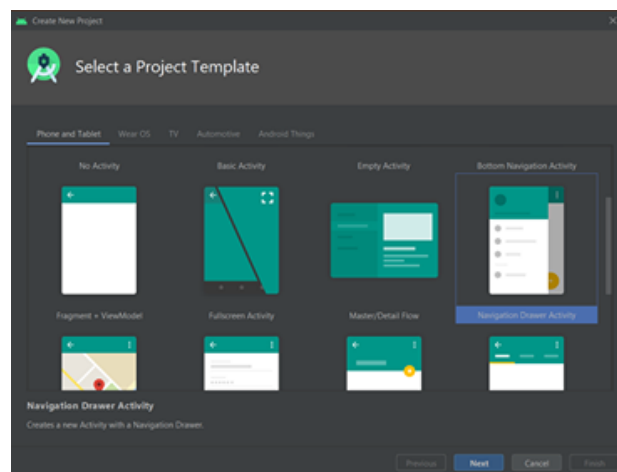 Create New Project
Select a Project Template
Phone and Tablet Wear OS TV Automotive Android Things
No Activity Basic Activity Empty Activity Bottom Navigation Activity
Fragment + ViewModel Fullscreen Activity Master/Detail Flow Navigation Drawer Activity
Navigation Drawer Activity
Creates a new Activity with a Navigation Drawer.
Previous Next Cancel Finish